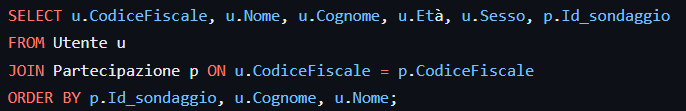 SELECT u.CodiceFiscale, u.Nome, u.Cognome, u.Età, u.Sesso, p.Id_sondaggio
FROM Utente u
JOIN Partecipazione p ON u.CodiceFiscale = p.CodiceFiscale
ORDER BY p.Id_sondaggio, u.Cognome, u.Nome;